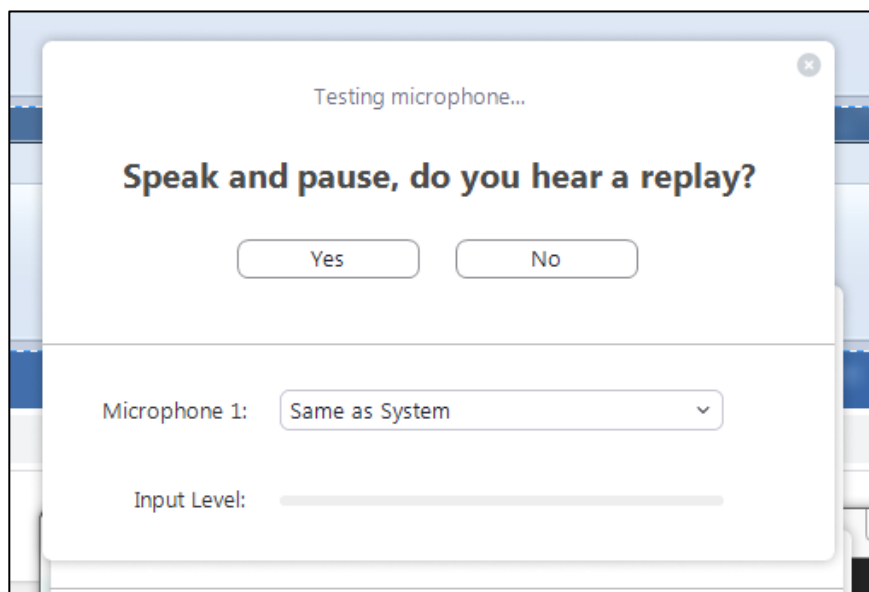 Testing microphone...
Speak and pause, do you hear a replay?
Yes No
Microphone 1: Same as System
Input Level: